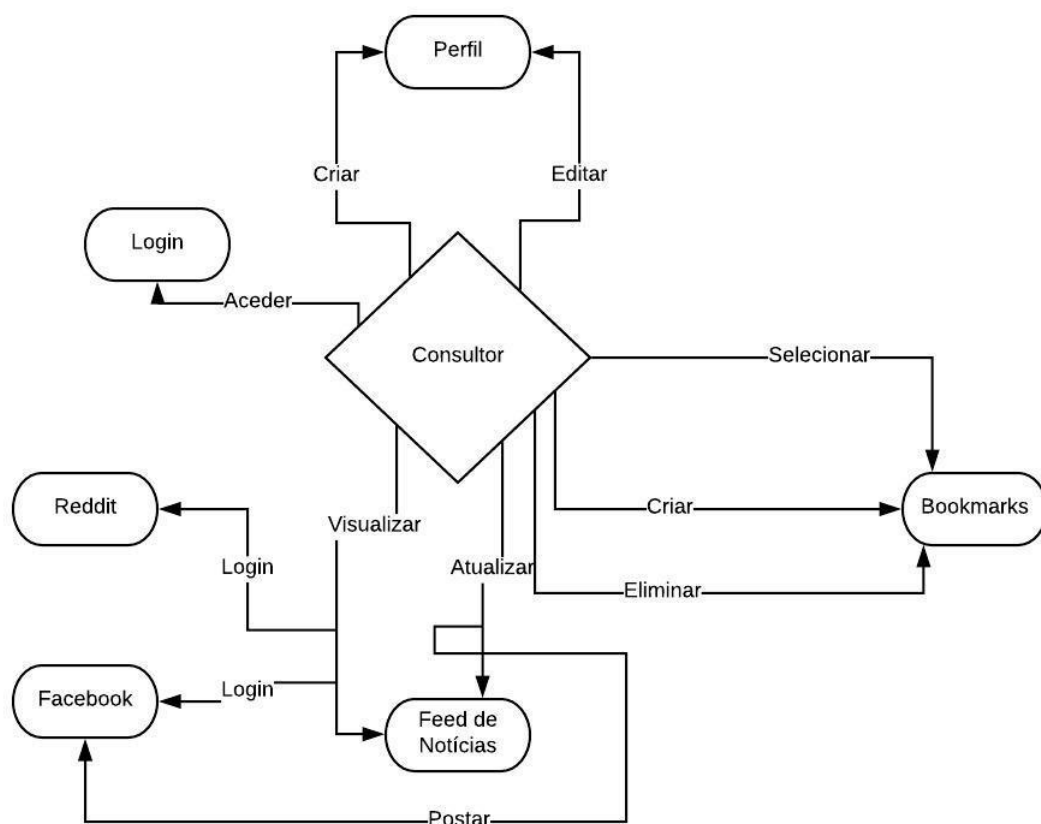 Perfil
Criar
Editar
Login
Aceder
Consultor
Selecionar
Reddit
Visualizar
Criar
Bookmarks
Login
Atualizar
Eliminar
Facebook
Login
Feed de
Notícias
Postar